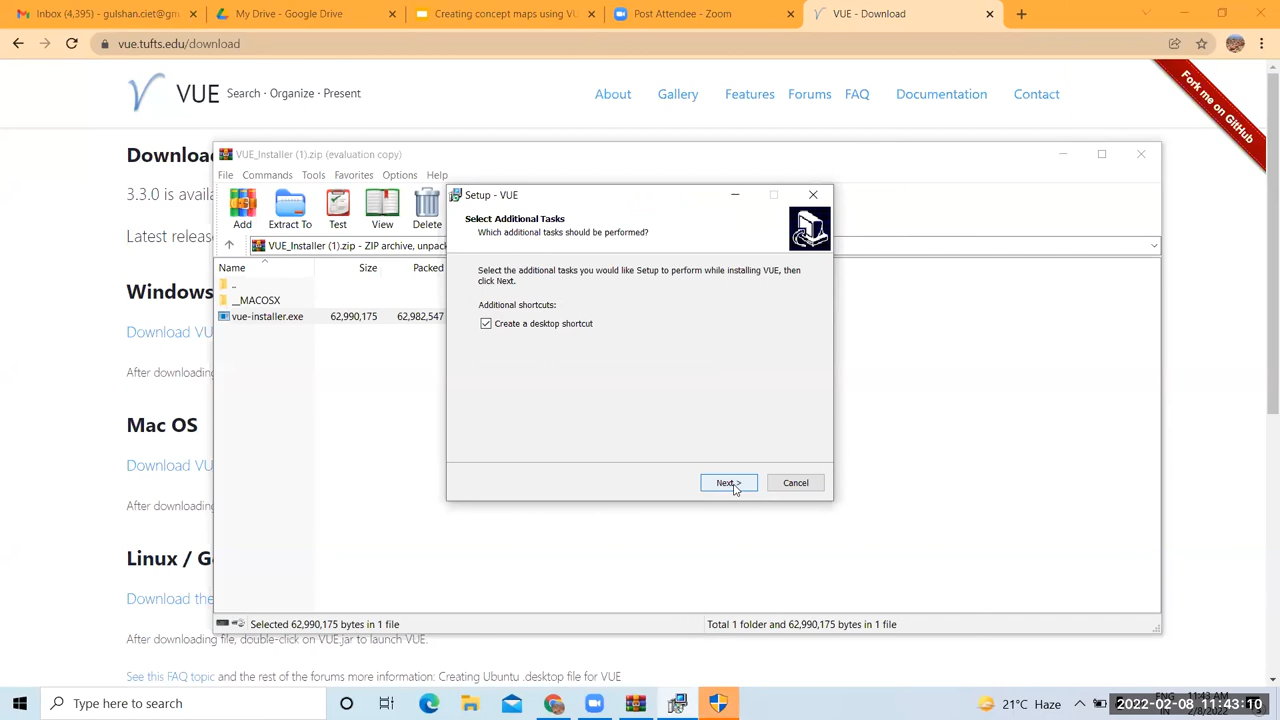 Inbox (4,395) - gulshan.ciet@gm
My Drive - Google Drive
Creating concept maps using VU
Post Attendee - Zoom
VUE - Download
vue.tufts.edu/download
VUE Search · Organize · Present
About Gallery Features Forums FAQ Documentation Contact
Fork me on GitHub
Downloa
3.3.0 is availa
Latest releas
Windows
Download VU
After downloading
Mac OS
Download VU
After downloading
Linux / G
Download the
After downloading file, double-click on VUE.jar to launch VUE.
See this FAQ topic and the rest of the forums more information: Creating Ubuntu .desktop file for VUE
VUE_Installer (1).zip (evaluation copy)
File Commands Tools Favorites Options Help
Add Extract To Test View Delete
VUE_Installer (1).zip - ZIP archive, unpack
Name Size Packed
..
__MACOSX
vue-installer.exe 62,990,175 62,982,547
Selected 62,990,175 bytes in 1 file
Total 1 folder and 62,990,175 bytes in 1 file
Setup - VUE
Select Additional Tasks
Which additional tasks should be performed?
Select the additional tasks you would like Setup to perform while installing VUE, then
click Next.
Additional shortcuts:
Create a desktop shortcut
Next > Cancel
Type here to search
21°C Haze
2022-02-08 11:43:10